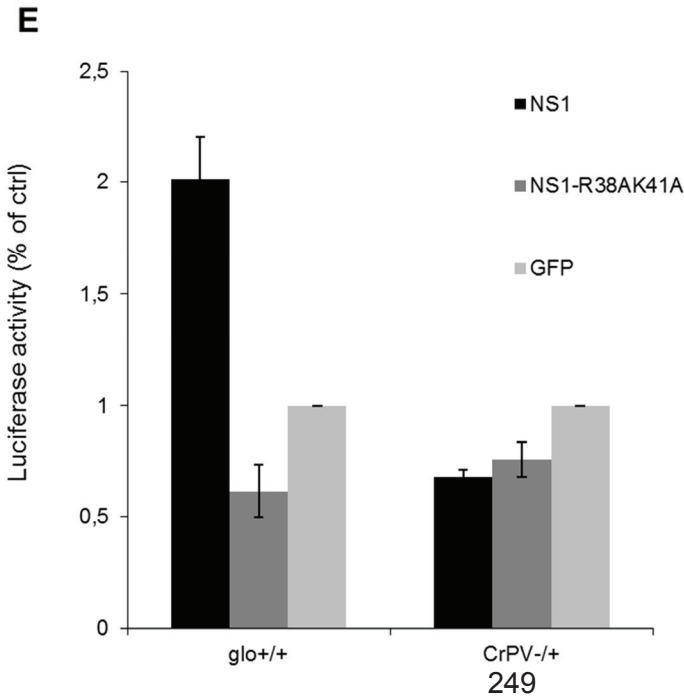 E
Luciferase activity (% of ctrl)
2,5
2
1,5
1
0,5
0
NS1
NS1-R38AK41A
GFP
glo+/+
CrPV-/+
249